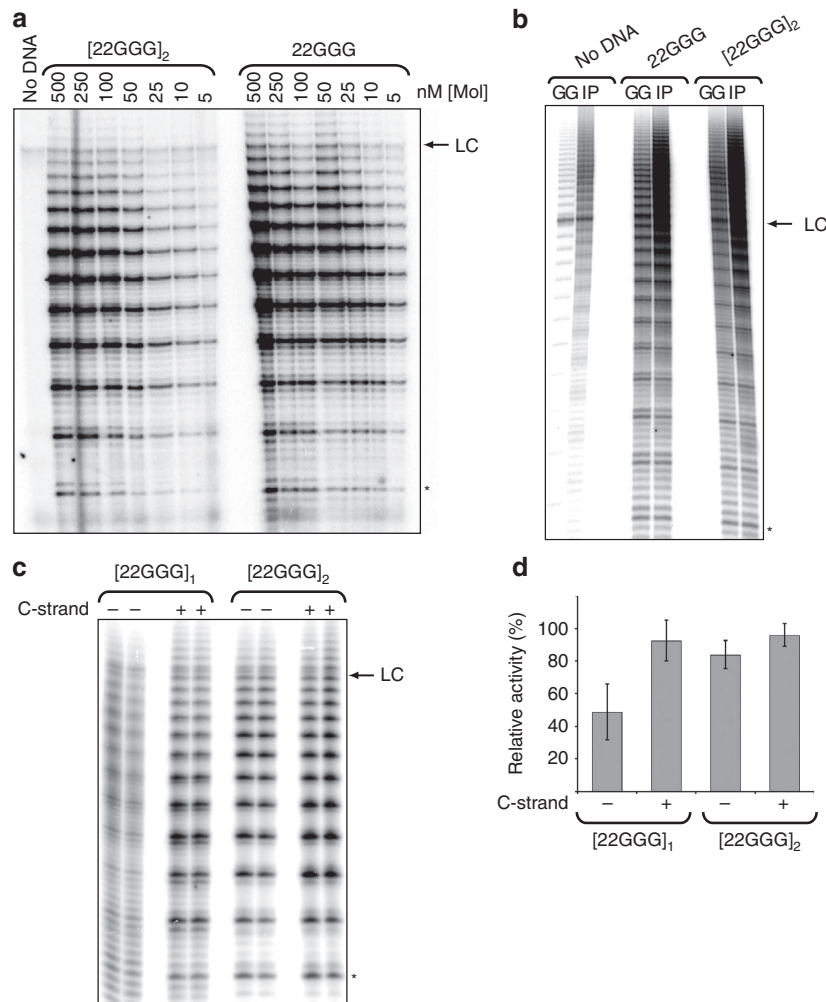 a
No DNA
[22GGG]₂
22GGG
500 250 100 50 25 10 5
500 250 100 50 25 10 5
nM [Mol]
LC
*
b
No DNA
22GGG
[22GGG]₂
GG IP GG IP GG IP
LC
*
c
[22GGG]₁
[22GGG]₂
C-strand – – + + – – + +
LC
*
d
Relative activity (%)
100
80
60
40
20
C-strand – + – +
[22GGG]₁
[22GGG]₂